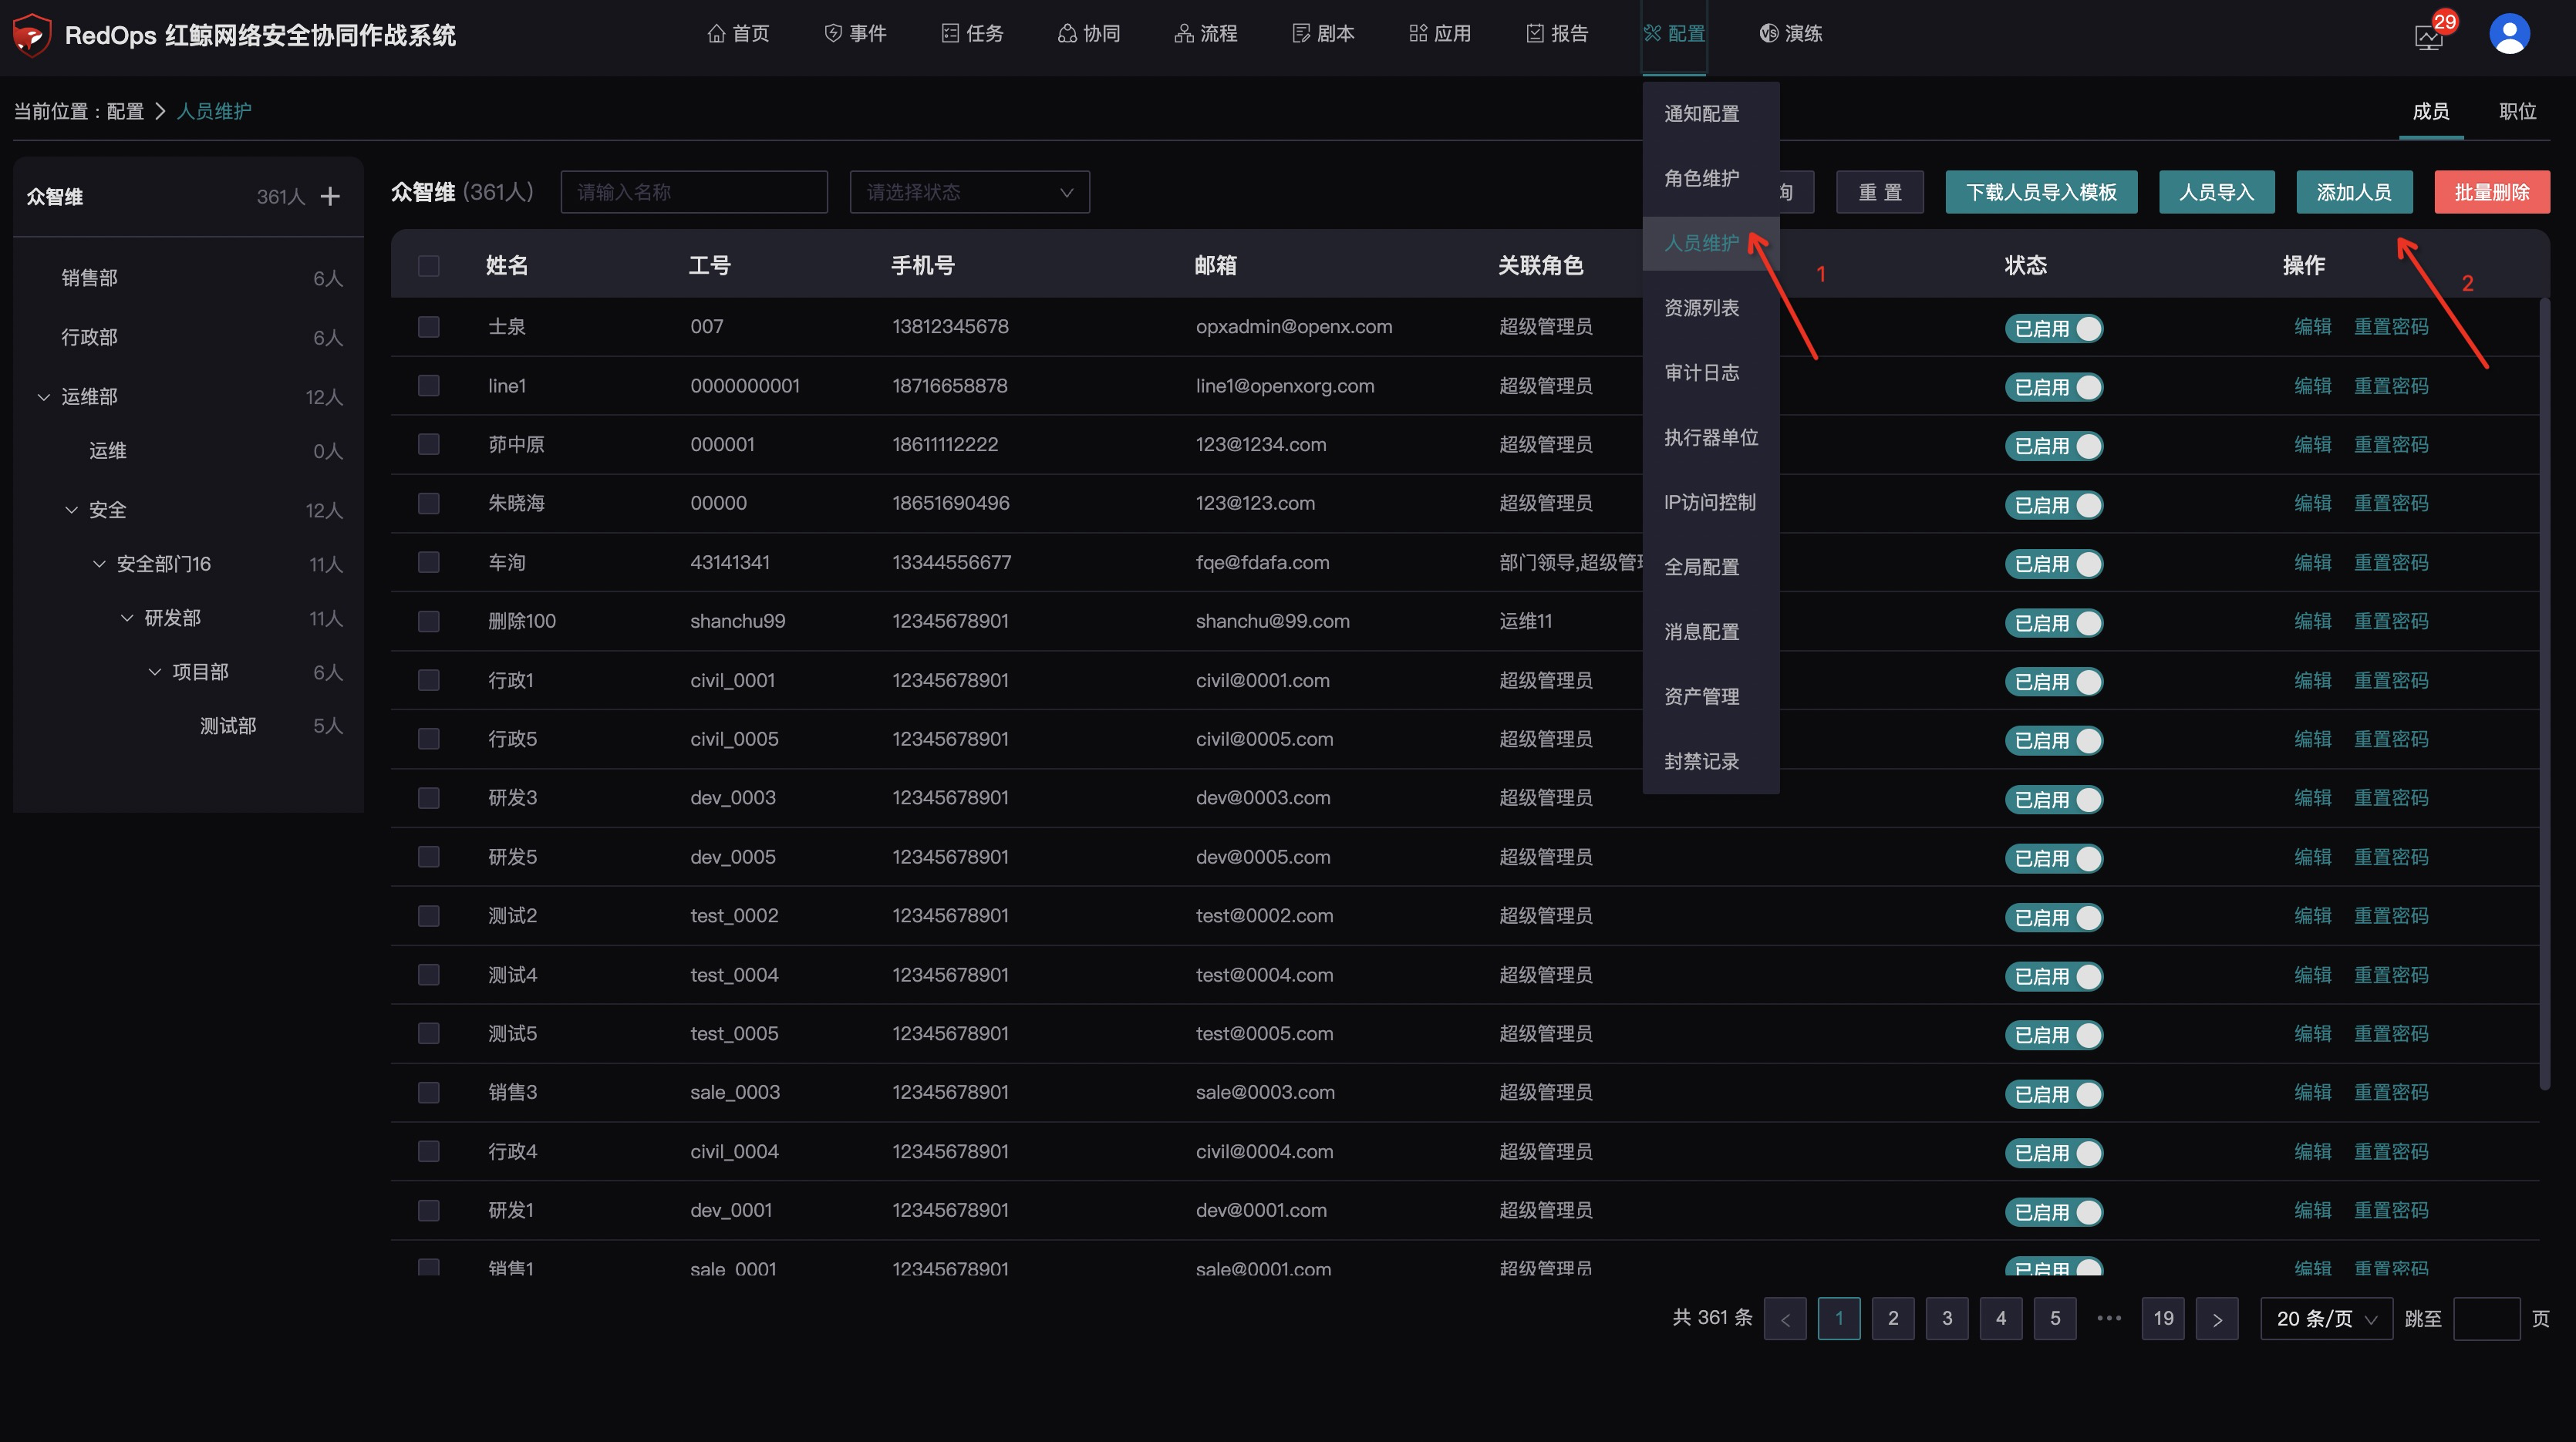 RedOps 红鲸网络安全协同作战系统
首页 事件 任务 协同 流程 剧本 应用 报告 配置 演练
29
当前位置：配置 > 人员维护
成员 职位
众智维 361人
销售部 6人
行政部 6人
运维部 12人
运维 0人
安全 12人
安全部门16 11人
研发部 11人
项目部 6人
测试部 5人
众智维 (361人) 请输入名称 请选择状态 询 重 置 下载人员导入模板 人员导入 添加人员 批量删除
通知配置
角色维护
人员维护
资源列表
审计日志
执行器单位
IP访问控制
全局配置
消息配置
资产管理
封禁记录
1
2
姓名 工号 手机号 邮箱 关联角色 状态 操作
士泉 007 13812345678 opxadmin@openx.com 超级管理员 已启用 编辑 重置密码
line1 0000000001 18716658878 line1@openxorg.com 超级管理员 已启用 编辑 重置密码
茆中原 000001 18611112222 123@1234.com 超级管理员 已启用 编辑 重置密码
朱晓海 00000 18651690496 123@123.com 超级管理员 已启用 编辑 重置密码
车洵 43141341 13344556677 fqe@fdafa.com 部门领导,超级管理 已启用 编辑 重置密码
删除100 shanchu99 12345678901 shanchu@99.com 运维11 已启用 编辑 重置密码
行政1 civil_0001 12345678901 civil@0001.com 超级管理员 已启用 编辑 重置密码
行政5 civil_0005 12345678901 civil@0005.com 超级管理员 已启用 编辑 重置密码
研发3 dev_0003 12345678901 dev@0003.com 超级管理员 已启用 编辑 重置密码
研发5 dev_0005 12345678901 dev@0005.com 超级管理员 已启用 编辑 重置密码
测试2 test_0002 12345678901 test@0002.com 超级管理员 已启用 编辑 重置密码
测试4 test_0004 12345678901 test@0004.com 超级管理员 已启用 编辑 重置密码
测试5 test_0005 12345678901 test@0005.com 超级管理员 已启用 编辑 重置密码
销售3 sale_0003 12345678901 sale@0003.com 超级管理员 已启用 编辑 重置密码
行政4 civil_0004 12345678901 civil@0004.com 超级管理员 已启用 编辑 重置密码
研发1 dev_0001 12345678901 dev@0001.com 超级管理员 已启用 编辑 重置密码
销售1 sale_0001 12345678901 sale@0001.com 超级管理员 已启用 编辑 重置密码
共 361 条 < 1 2 3 4 5 ••• 19 > 20 条/页 跳至 页